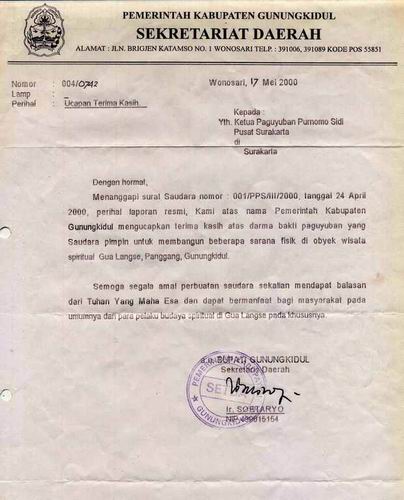 PEMERINTAH KABUPATEN GUNUNGKIDUL
SEKRETARIAT DAERAH
ALAMAT : JLN. BRIGJEN KATAMSO NO. 1 WONOSARI TELP. : 391006, 391089 KODE POS 55851
Nomor : 004/0742
Lamp : -
Perihal : Ucapan Terima Kasih
Wonosari, 17 Mei 2000
Kepada :
Yth. Ketua Paguyuban Purnomo Sidi
Pusat Surakarta
di
Surakarta
Dengan hormat,
Menanggapi surat Saudara nomor : 001/PPS/III/2000, tanggal 24 April
2000, perihal laporan resmi, Kami atas nama Pemerintah Kabupaten
Gunungkidul mengucapkan terima kasih atas darma bakti paguyuban yang
Saudara pimpin untuk membangun beberapa sarana fisik di obyek wisata
spiritual Gua Langse, Panggang, Gunungkidul.
Semoga segala amal perbuatan saudara sekalian mendapat balasan
dari Tuhan Yang Maha Esa dan dapat bermanfaat bagi masyarakat pada
umumnya dan para pelaku budaya spiritual di Gua Langse pada khususnya.
a.n. BUPATI GUNUNGKIDUL
Sekretaris Daerah
Ir. SOETARYO
NIP